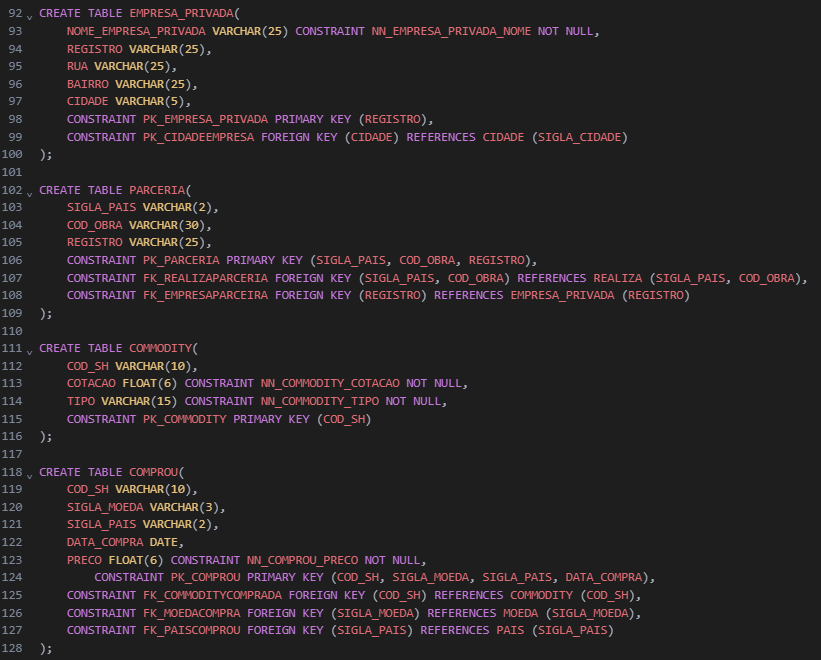 92 CREATE TABLE EMPRESA_PRIVADA(
93     NOME_EMPRESA_PRIVADA VARCHAR(25) CONSTRAINT NN_EMPRESA_PRIVADA_NOME NOT NULL,
94     REGISTRO VARCHAR(25),
95     RUA VARCHAR(25),
96     BAIRRO VARCHAR(25),
97     CIDADE VARCHAR(5),
98     CONSTRAINT PK_EMPRESA_PRIVADA PRIMARY KEY (REGISTRO),
99     CONSTRAINT PK_CIDADEEMPRESA FOREIGN KEY (CIDADE) REFERENCES CIDADE (SIGLA_CIDADE)
100 );
101
102 CREATE TABLE PARCERIA(
103     SIGLA_PAIS VARCHAR(2),
104     COD_OBRA VARCHAR(30),
105     REGISTRO VARCHAR(25),
106     CONSTRAINT PK_PARCERIA PRIMARY KEY (SIGLA_PAIS, COD_OBRA, REGISTRO),
107     CONSTRAINT FK_REALIZAPARCERIA FOREIGN KEY (SIGLA_PAIS, COD_OBRA) REFERENCES REALIZA (SIGLA_PAIS, COD_OBRA),
108     CONSTRAINT FK_EMPRESAPARCEIRA FOREIGN KEY (REGISTRO) REFERENCES EMPRESA_PRIVADA (REGISTRO)
109 );
110
111 CREATE TABLE COMMODITY(
112     COD_SH VARCHAR(10),
113     COTACAO FLOAT(6) CONSTRAINT NN_COMMODITY_COTACAO NOT NULL,
114     TIPO VARCHAR(15) CONSTRAINT NN_COMMODITY_TIPO NOT NULL,
115     CONSTRAINT PK_COMMODITY PRIMARY KEY (COD_SH)
116 );
117
118 CREATE TABLE COMPROU(
119     COD_SH VARCHAR(10),
120     SIGLA_MOEDA VARCHAR(3),
121     SIGLA_PAIS VARCHAR(2),
122     DATA_COMPRA DATE,
123     PRECO FLOAT(6) CONSTRAINT NN_COMPROU_PRECO NOT NULL,
124         CONSTRAINT PK_COMPROU PRIMARY KEY (COD_SH, SIGLA_MOEDA, SIGLA_PAIS, DATA_COMPRA),
125     CONSTRAINT FK_COMMODITYCOMPRADA FOREIGN KEY (COD_SH) REFERENCES COMMODITY (COD_SH),
126     CONSTRAINT FK_MOEDACOMPRA FOREIGN KEY (SIGLA_MOEDA) REFERENCES MOEDA (SIGLA_MOEDA),
127     CONSTRAINT FK_PAISCOMPROU FOREIGN KEY (SIGLA_PAIS) REFERENCES PAIS (SIGLA_PAIS)
128 );